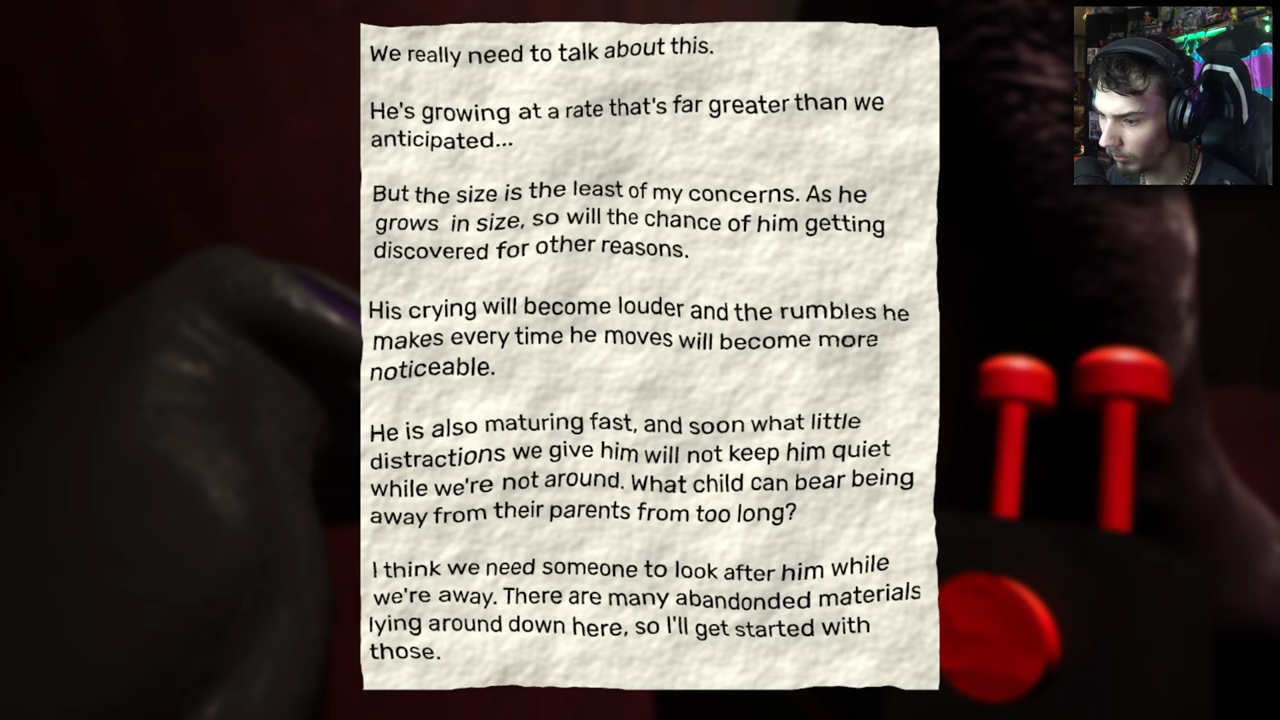 We really need to talk about this.
He's growing at a rate that's far greater than we
anticipated...
But the size is the least of my concerns. As he
grows in size, so will the chance of him getting
discovered for other reasons.
His crying will become louder and the rumbles he
makes every time he moves will become more
noticeable.
He is also maturing fast, and soon what little
distractions we give him will not keep him quiet
while we're not around. What child can bear being
away from their parents from too long?
I think we need someone to look after him while
we're away. There are many abandonded materials
lying around down here, so I'll get started with
those.